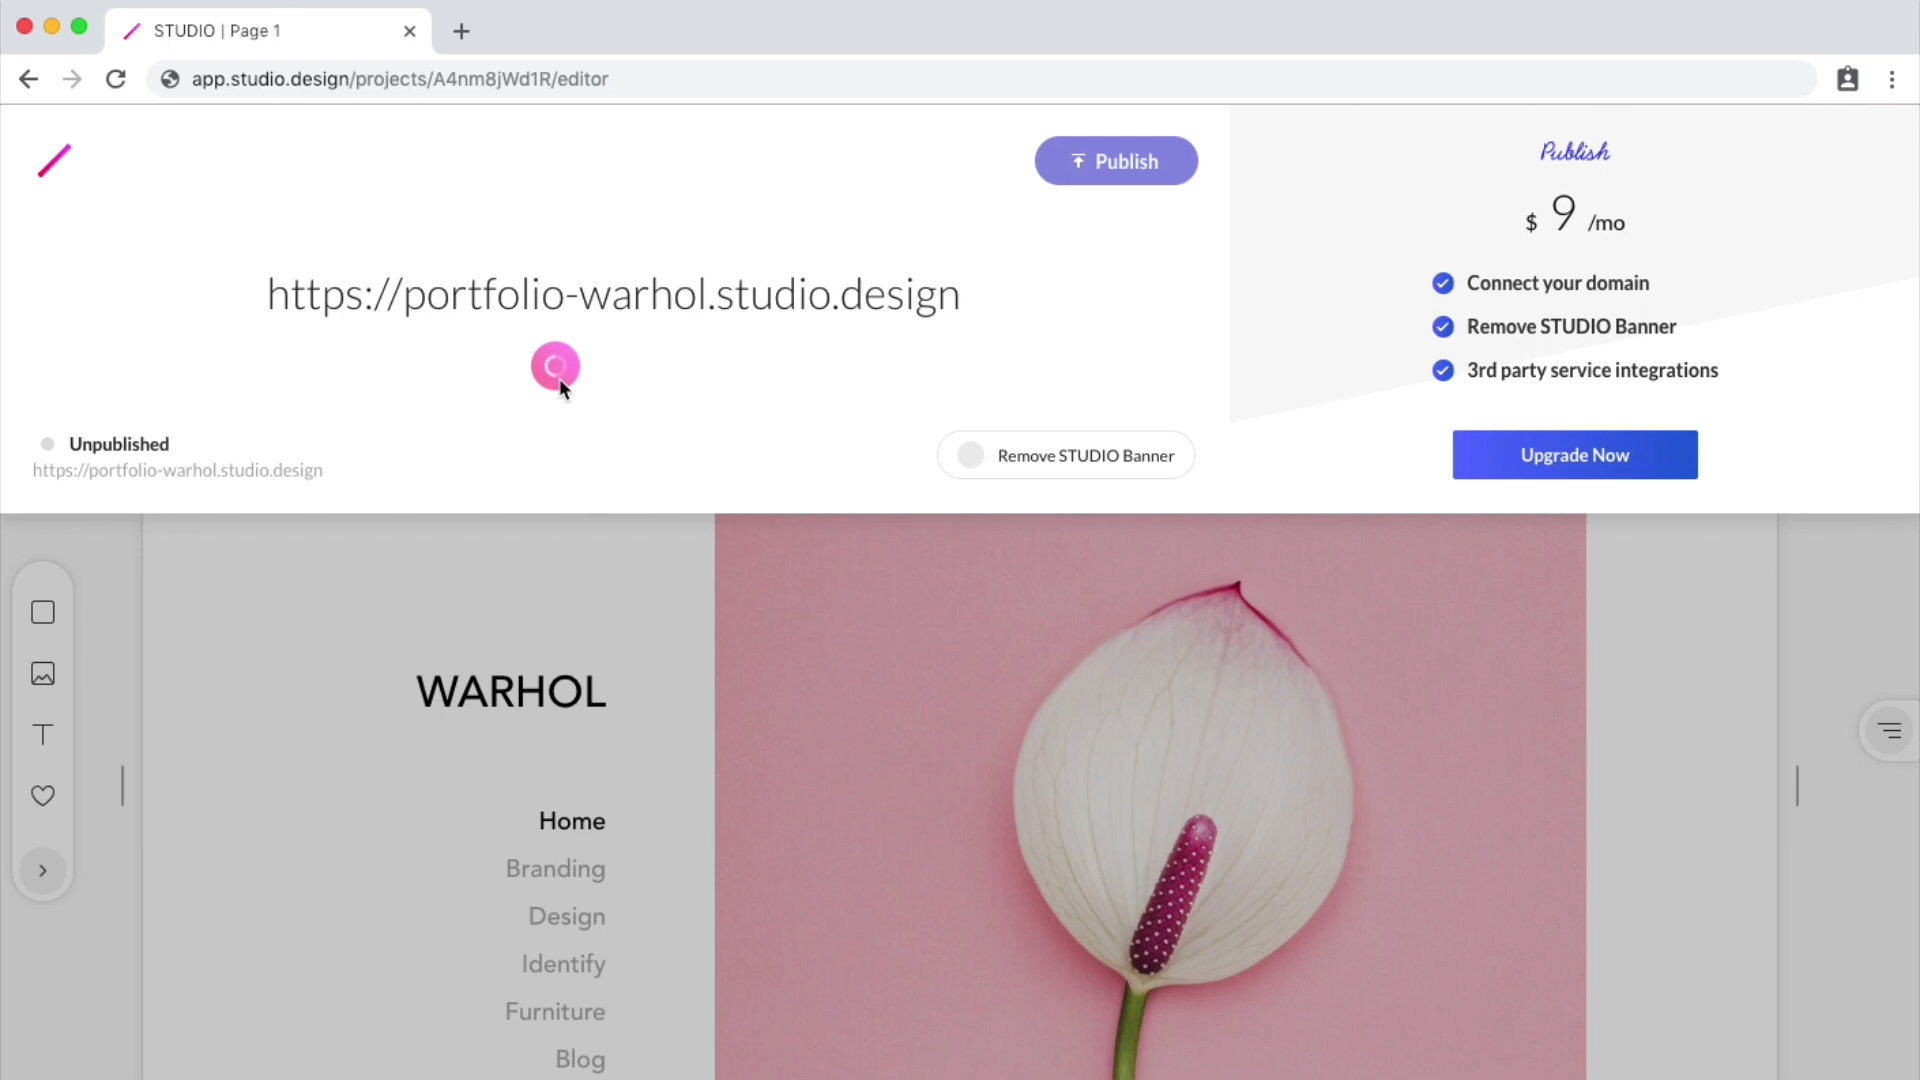 STUDIO | Page 1
app.studio.design/projects/A4nm8jWd1R/editor
Publish
https://portfolio-warhol.studio.design
Unpublished
https://portfolio-warhol.studio.design
Remove STUDIO Banner
Publish
$ 9 /mo
Connect your domain
Remove STUDIO Banner
3rd party service integrations
Upgrade Now
WARHOL
Home
Branding
Design
Identify
Furniture
Blog